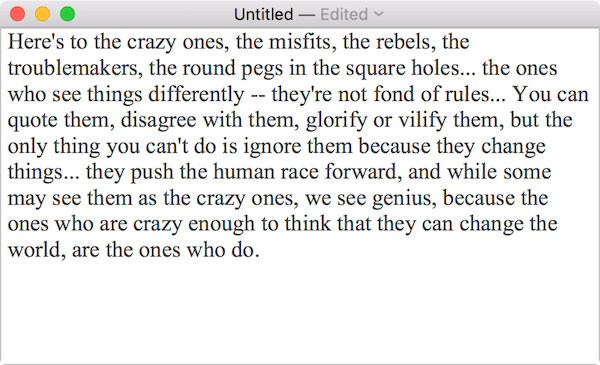 Untitled — Edited
Here's to the crazy ones, the misfits, the rebels, the
troublemakers, the round pegs in the square holes... the ones
who see things differently -- they're not fond of rules... You can
quote them, disagree with them, glorify or vilify them, but the
only thing you can't do is ignore them because they change
things... they push the human race forward, and while some
may see them as the crazy ones, we see genius, because the
ones who are crazy enough to think that they can change the
world, are the ones who do.